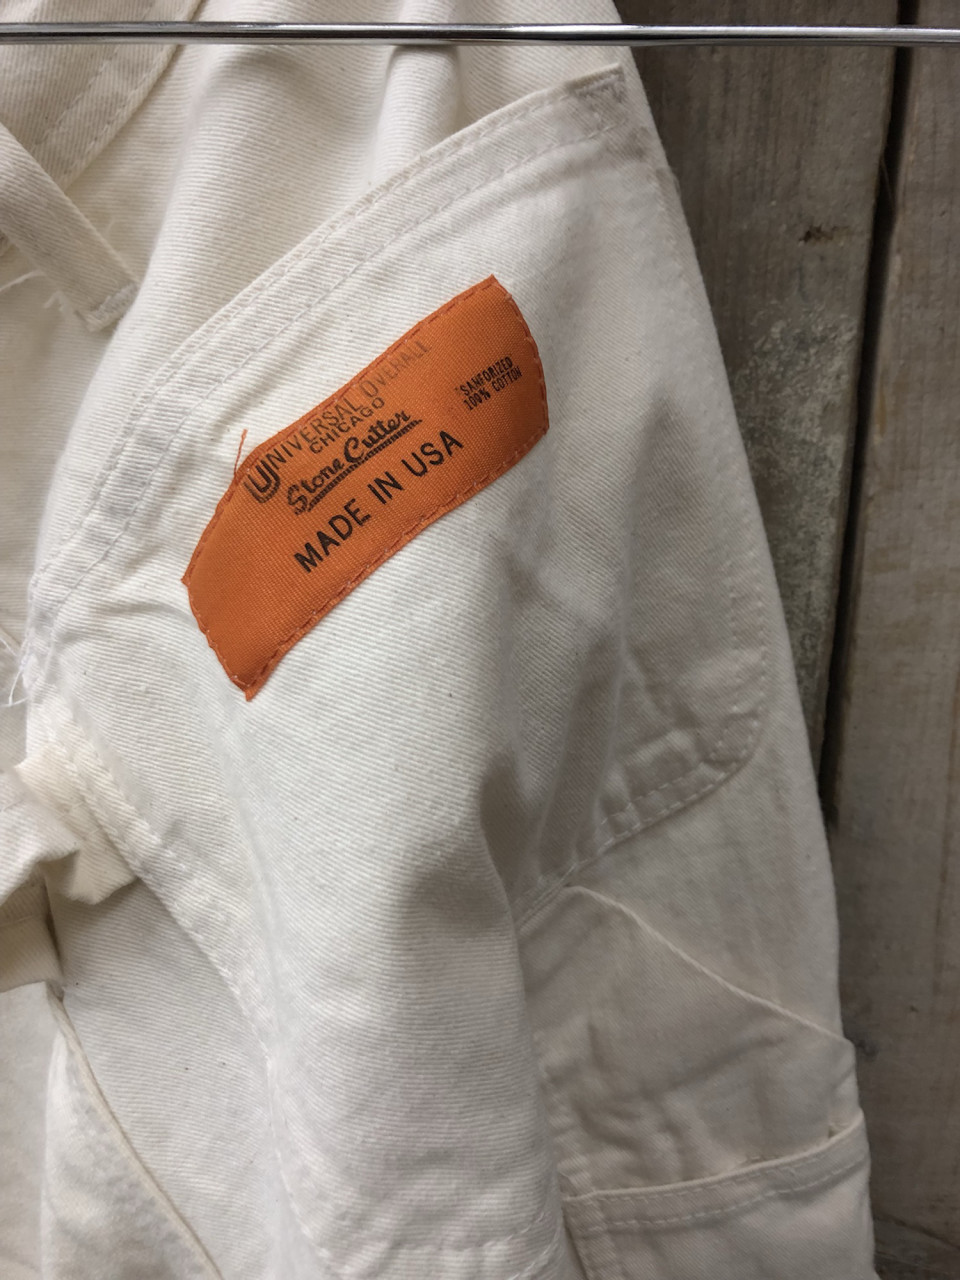 UNIVERSAL OVERALL
CHICAGO
Stone Cutter
SANFORIZED
100% COTTON
MADE IN USA